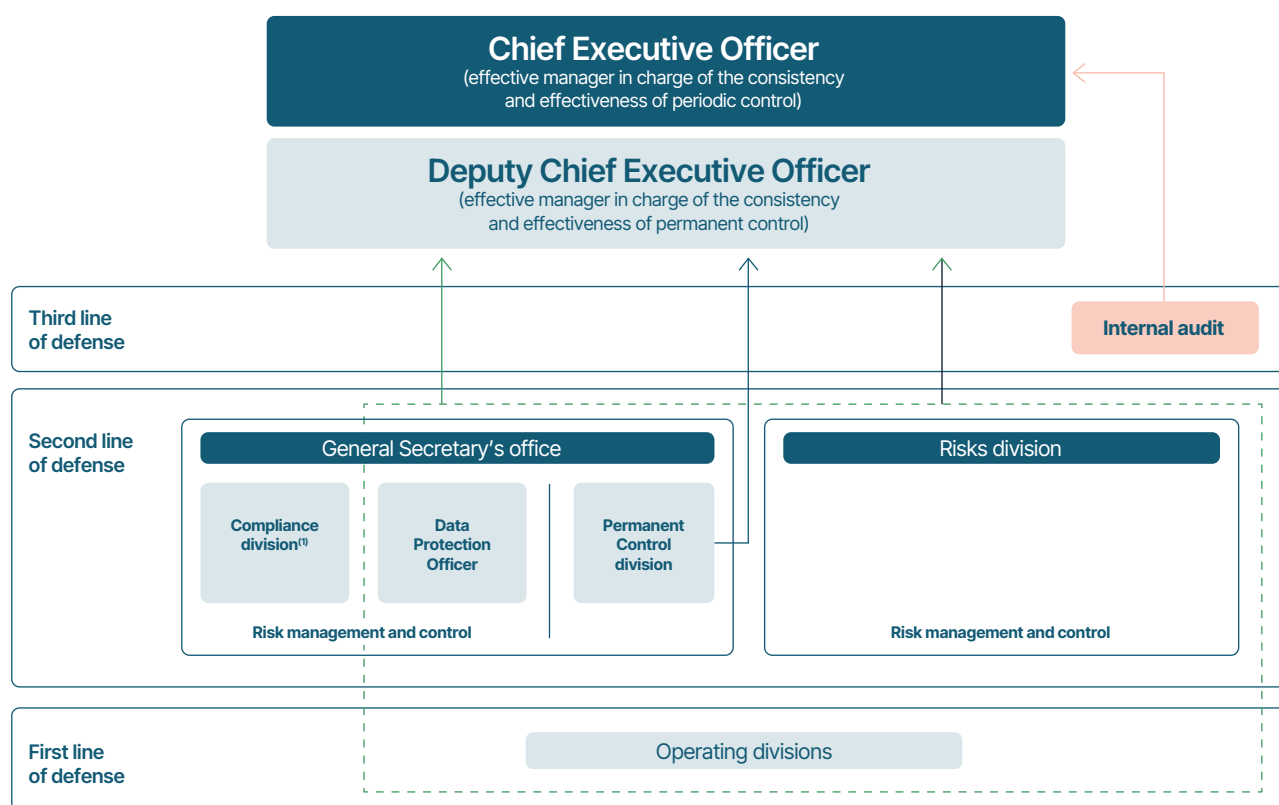 Chief Executive Officer
(effective manager in charge of the consistency
and effectiveness of periodic control)
Deputy Chief Executive Officer
(effective manager in charge of the consistency
and effectiveness of permanent control)
Third line
of defense
Internal audit
Second line
of defense
General Secretary's office
Compliance
division(1)
Data
Protection
Officer
Permanent
Control
division
Risk management and control
Risks division
Risk management and control
First line
of defense
Operating divisions